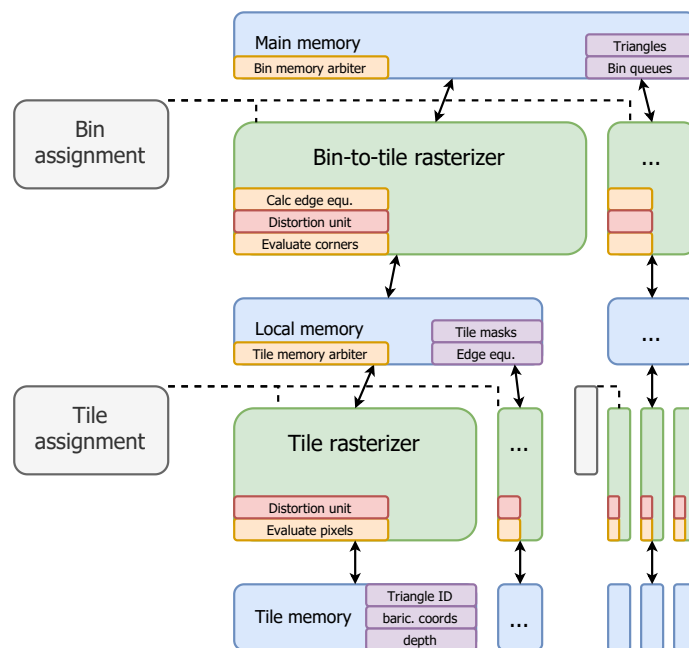 Main memory
Triangles
Bin memory arbiter
Bin queues
Bin
assignment
Bin-to-tile rasterizer
...
Calc edge equ.
Distortion unit
Evaluate corners
Local memory
Tile masks
...
Tile memory arbiter
Edge equ.
Tile
assignment
Tile rasterizer
...
Distortion unit
Evaluate pixels
Tile memory
Triangle ID
baric. coords
depth
...